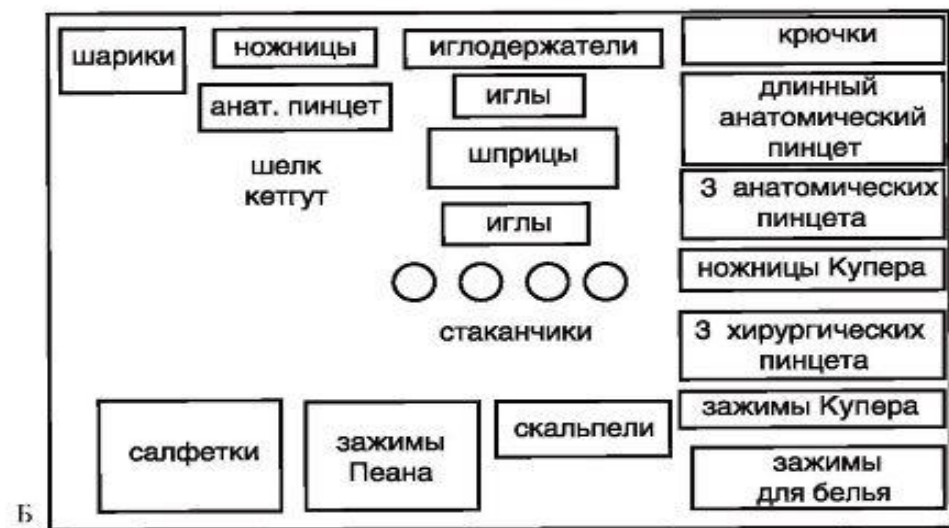 шарики
ножницы
анат. пинцет
шелк
кетгут
иглодержатели
иглы
шприцы
иглы
стаканчики
крючки
длинный
анатомический
пинцет
3 анатомических
пинцета
ножницы Купера
3 хирургических
пинцета
зажимы Купера
зажимы
для белья
салфетки
зажимы
Пеана
скальпели
Б